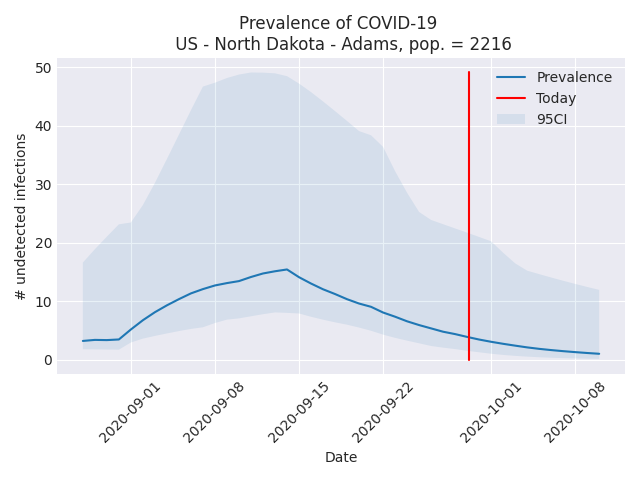 Prevalence of COVID-19
US - North Dakota - Adams, pop. = 2216
# undetected infections
50
40
30
20
10
0
Prevalence
Today
95CI
2020-09-01
2020-09-08
2020-09-15
2020-09-22
2020-10-01
2020-10-08
Date